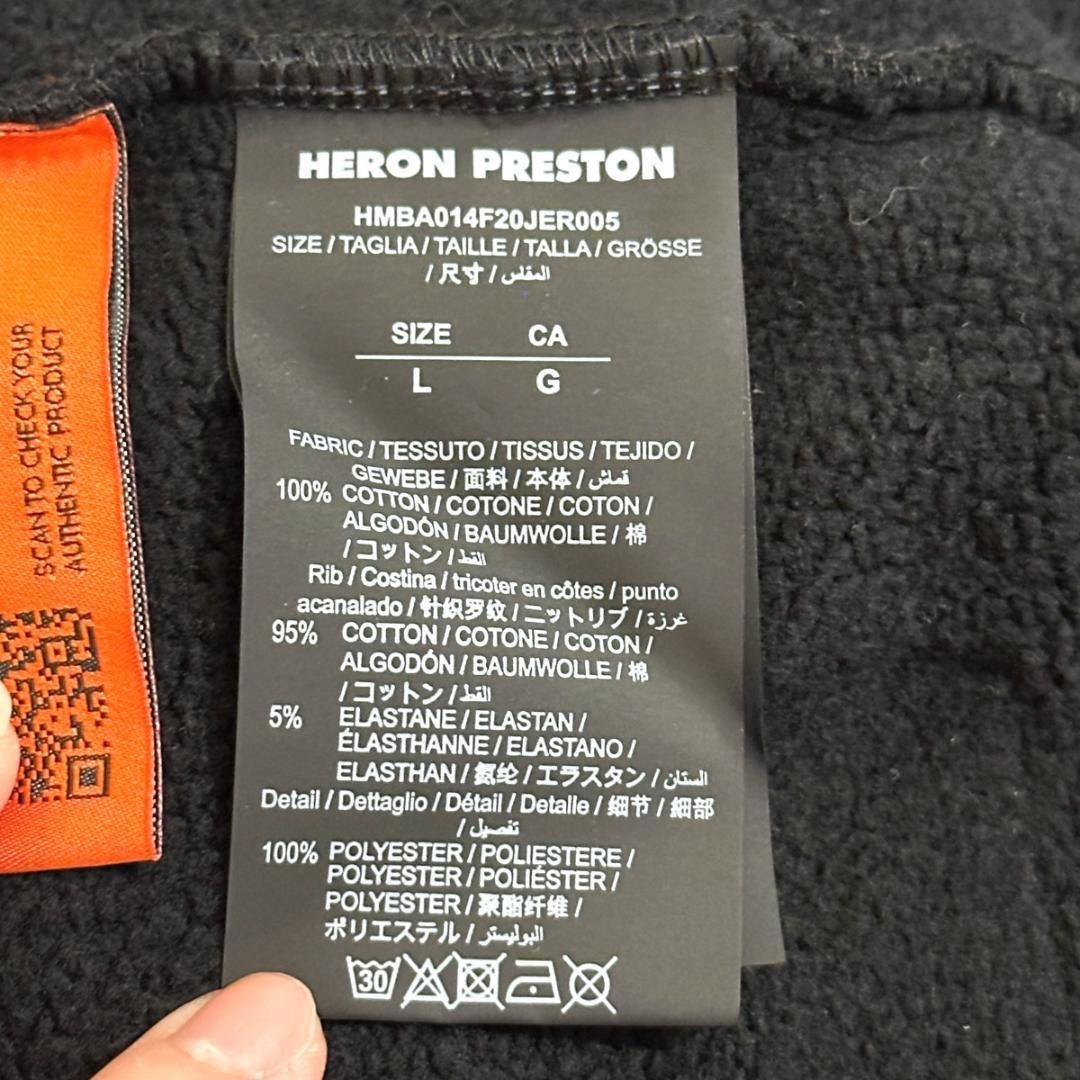 SCAN TO CHECK YOUR
AUTHENTIC PRODUCT
HERON PRESTON
HMBA014F20JER005
SIZE / TAGLIA / TAILLE / TALLA / GRÖSSE
/ 尺寸 / المقلس
SIZE CA
L G
FABRIC / TESSUTO / TISSUS / TEJIDO /
GEWEBE / 面料 / 本体 / قماش
100% COTTON / COTONE / COTON /
ALGODÓN / BAUMWOLLE / 棉
/ コットン / القط
Rib / Costina / tricoter en côtes / punto
acanalado / 针织罗纹 / ニットリブ / غرزة
95% COTTON / COTONE / COTON /
ALGODÓN / BAUMWOLLE / 棉
/ コットン / القط
5% ELASTANE / ELASTAN /
ÉLASTHANNE / ELASTANO /
ELASTHAN / 氨纶 / エラスタン / الستان
Detail / Dettaglio / Détail / Detalle / 细节 / 細部
/ تفصيل
100% POLYESTER / POLIESTERE /
POLYESTER / POLIÉSTER /
POLYESTER / 聚酯纤维 /
ポリエステル / البوليستر
30